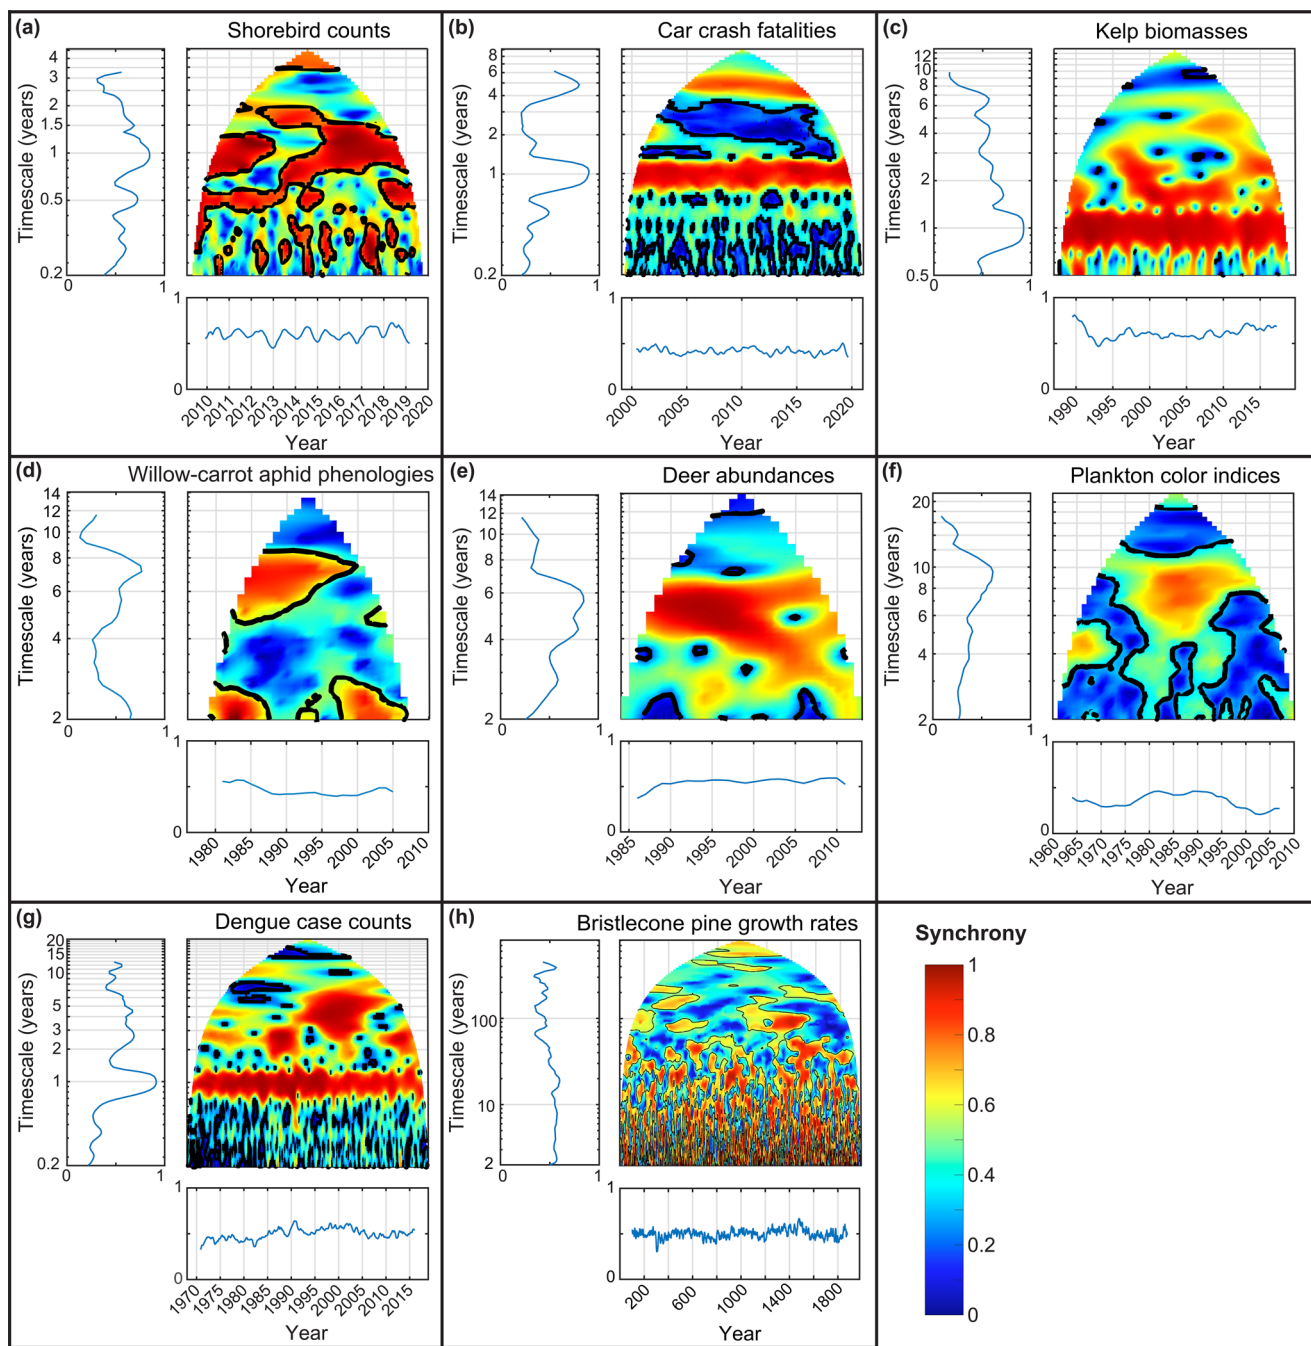 (a) Shorebird counts
Timescale (years)
4
3
2
1.5
1
0.5
0.2
0 1
1
0
2010 2011 2012 2013 2014 2015 2016 2017 2018 2019 2020
Year
(b) Car crash fatalities
Timescale (years)
8
6
4
2
1
0.2
0 1
1
0
2000 2005 2010 2015 2020
Year
(c) Kelp biomasses
Timescale (years)
12
10
8
6
4
2
1
0.5
0 1
1
0
1990 1995 2000 2005 2010 2015
Year
(d) Willow-carrot aphid phenologies
Timescale (years)
14
12
10
8
6
4
2
0 1
1
0
1980 1985 1990 1995 2000 2005 2010
Year
(e) Deer abundances
Timescale (years)
14
12
10
8
6
4
2
0 1
1
0
1985 1990 1995 2000 2005 2010
Year
(f) Plankton color indices
Timescale (years)
20
10
8
6
4
2
0 1
1
0
1960 1965 1970 1975 1980 1985 1990 1995 2000 2005 2010
Year
(g) Dengue case counts
Timescale (years)
20
15
10
5
3
2
1
0.2
0 1
1
0
1970 1975 1980 1985 1990 1995 2000 2005 2010 2015
Year
(h) Bristlecone pine growth rates
Timescale (years)
100
10
2
0 1
1
0
200 600 1000 1400 1800
Year
Synchrony
1
0.8
0.6
0.4
0.2
0